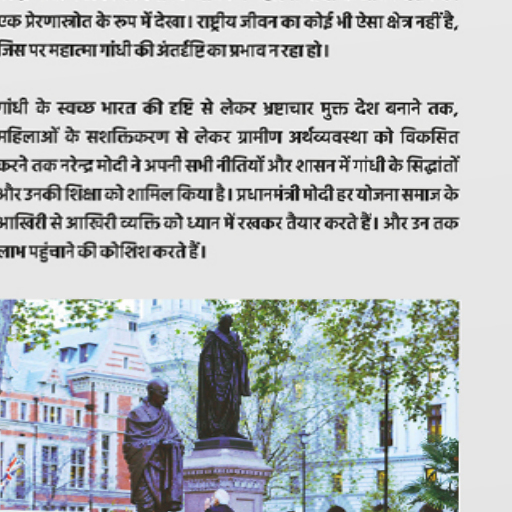 एक प्रेरणास्रोत के रूप में देखा। राष्ट्रीय जीवन का कोई भी ऐसा क्षेत्र नहीं है,
जिस पर महात्मा गांधी की अंतर्दृष्टि का प्रभाव न रहा हो।
गांधी के स्वच्छ भारत की दृष्टि से लेकर भ्रष्टाचार मुक्त देश बनाने तक,
महिलाओं के सशक्तिकरण से लेकर ग्रामीण अर्थव्यवस्था को विकसित
करने तक नरेन्द्र मोदी ने अपनी सभी नीतियों और शासन में गांधी के सिद्धांतों
और उनकी शिक्षा को शामिल किया है। प्रधानमंत्री मोदी हर योजना समाज के
आखिरी से आखिरी व्यक्ति को ध्यान में रखकर तैयार करते हैं। और उन तक
लाभ पहुंचाने की कोशिश करते हैं।